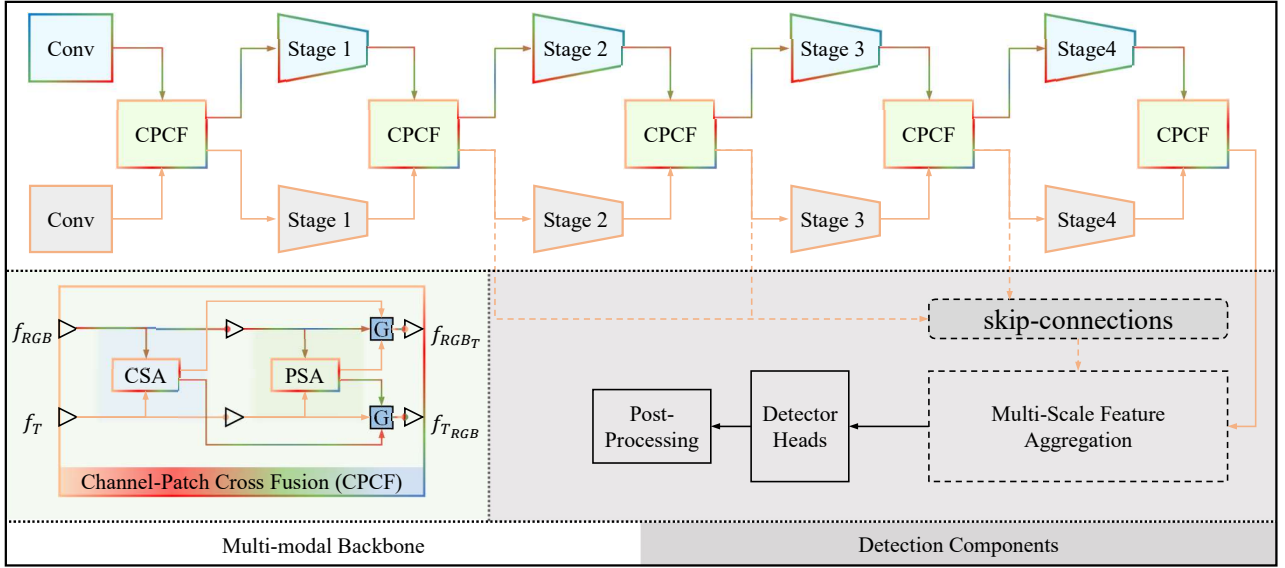 Conv
Stage 1
Stage 2
Stage 3
Stage4
CPCF
CPCF
CPCF
CPCF
CPCF
Conv
Stage 1
Stage 2
Stage 3
Stage4
f_RGB
CSA
PSA
G
G
f_RGB_T
f_T
f_T_RGB
Channel-Patch Cross Fusion (CPCF)
skip-connections
Multi-Scale Feature
Aggregation
Detector
Heads
Post-
Processing
Multi-modal Backbone
Detection Components